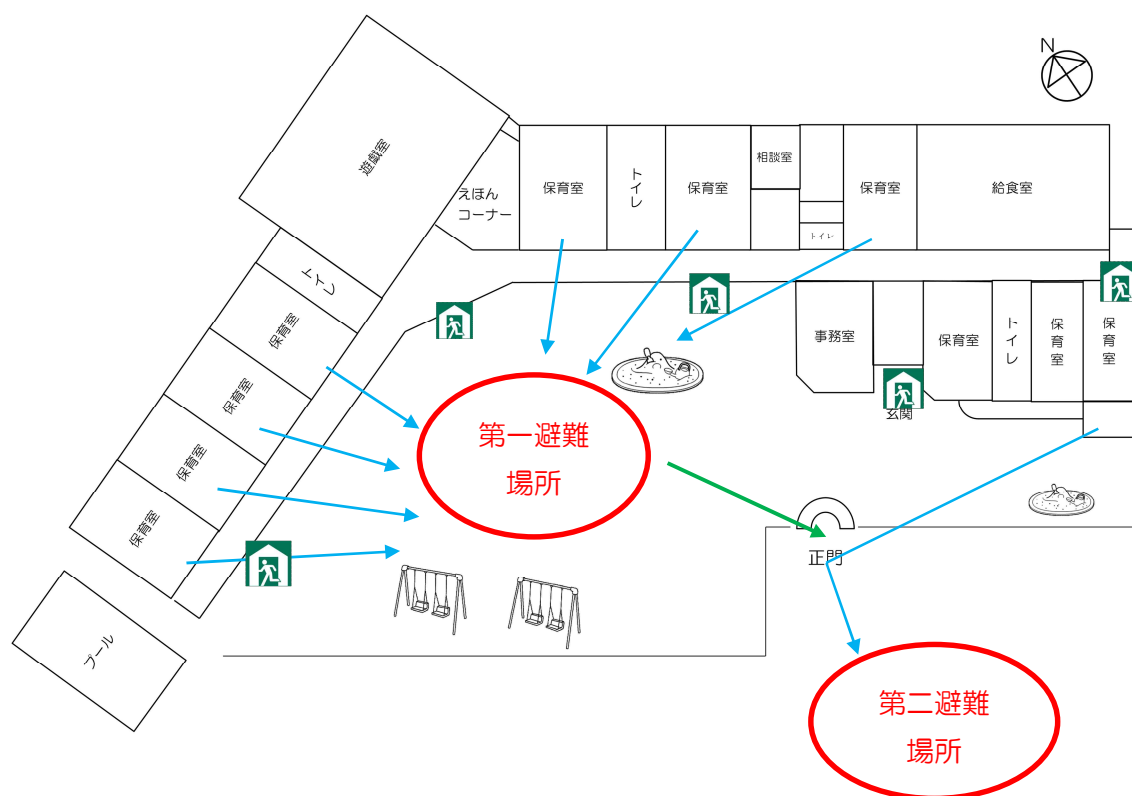 N
遊戯室
えほん
コーナー
保育室
トイレ
保育室
相談室
トイレ
保育室
給食室
トイレ
保育室
保育室
保育室
保育室
プール
事務室
玄関
保育室
トイレ
保育室
保育室
第一避難
場所
正門
第二避難
場所